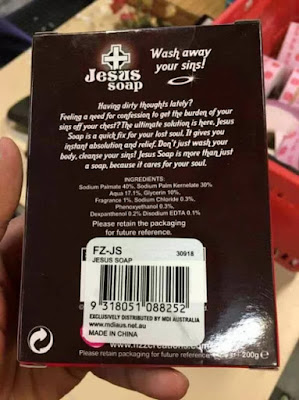 Jesus
soap
Wash away
your sins!
Having dirty thoughts lately?
Feeling a need for confession to get the burden of your
sins off your chest? The ultimate solution is here. Jesus
Soap is a quick fix for your lost soul. It gives you
instant absolution and relief. Don't just wash your
body, cleanse your sins! Jesus Soap is more than just
a soap, because it cares for your soul.
INGREDIENTS:
Sodium Palmate 40%, Sodium Palm Kernelate 30%
Aqua 17.1%, Glycerin 10%,
Fragrance 1%, Sodium Chloride 0.3%,
Phenoxyethanol 0.3%,
Dexpanthenol 0.2% Disodium EDTA 0.1%
Please retain the packaging
for future reference.
FZ-JS 30918
JESUS SOAP
9 318051 088252
EXCLUSIVELY DISTRIBUTED BY MDI AUSTRALIA
www.mdiaus.net.au
MADE IN CHINA
Please retain packaging for future 200g e